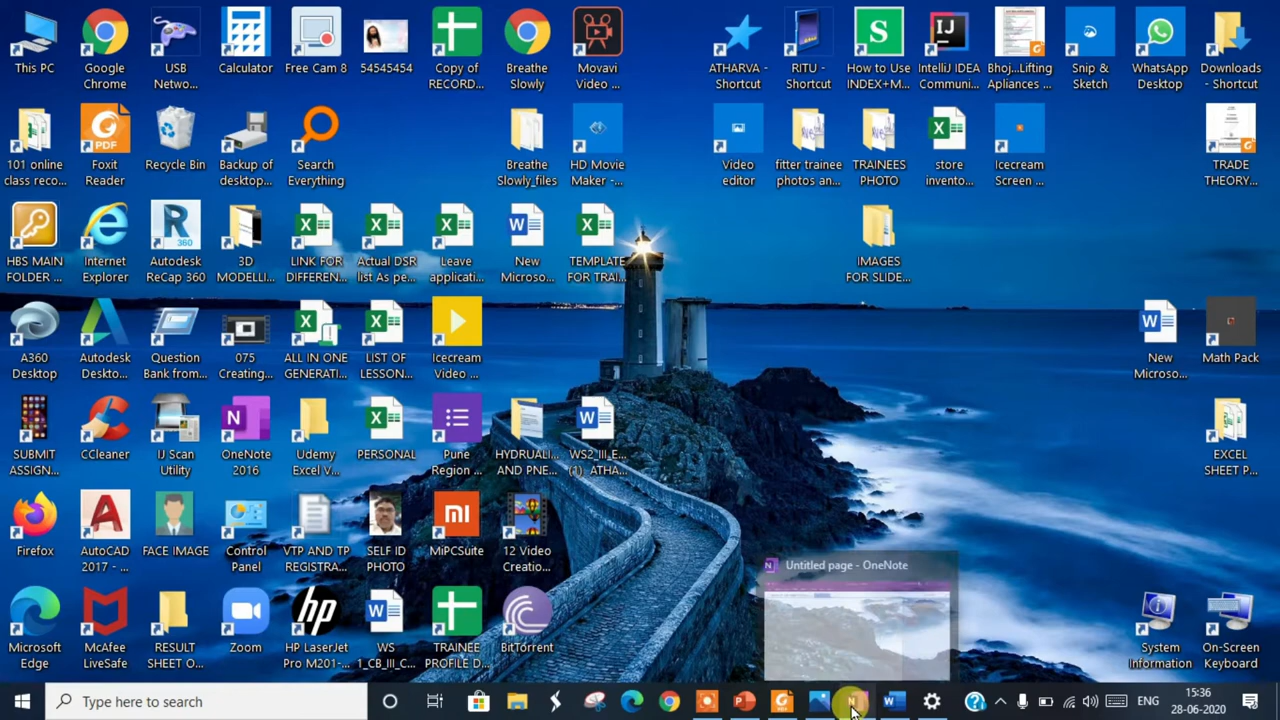 This PC
Google
Chrome
USB
Netwo...
Calculator
Free Cam 8
54545454
Copy of
RECORD...
Breathe
Slowly
Movavi
Video ...
ATHARVA -
Shortcut
RITU -
Shortcut
S
How to Use
INDEX+M...
IJ
IntelliJ IDEA
Communi...
Bhoj...Lifting
Apliances ...
Snip &
Sketch
WhatsApp
Desktop
Downloads
- Shortcut
101 online
class reco...
PDF
Foxit
Reader
Recycle Bin
Backup of
desktop...
Search
Everything
Breathe
Slowly_files
HD Movie
Maker -...
Video
editor
fitter trainee
photos an...
TRAINEES
PHOTO
store
invento...
Icecream
Screen ...
TRADE
THEORY...
HBS MAIN
FOLDER ...
Internet
Explorer
R
360
Autodesk
ReCap 360
3D
MODELLI...
LINK FOR
DIFFEREN...
Actual DSR
list As pe...
Leave
applicati...
New
Microso...
TEMPLATE
FOR TRAI...
IMAGES
FOR SLIDE...
A360
Desktop
Autodesk
Deskto...
Question
Bank from...
075
Creating...
ALL IN ONE
GENERATI...
LIST OF
LESSON...
Icecream
Video ...
New
Microso...
Math Pack
SUBMIT
ASSIGN...
CCleaner
IJ Scan
Utility
N
OneNote
2016
Udemy
Excel V...
PERSONAL
Pune
Region ...
HYDRUALI...
AND PNE...
WS2_III_E...
(1)_ATHA...
EXCEL
SHEET P...
Firefox
A
AutoCAD
2017 - ...
FACE IMAGE
Control
Panel
VTP AND TP
REGISTRA...
SELF ID
PHOTO
MI
MiPCSuite
12 Video
Creatio...
Untitled page - OneNote
Microsoft
Edge
McAfee
LiveSafe
RESULT
SHEET O...
Zoom
hp
HP LaserJet
Pro M201-...
WS
1_CB_III_C...
TRAINEE
PROFILE D...
BitTorrent
System
Information
On-Screen
Keyboard
Type here to search
ENG
15:36
28-06-2020